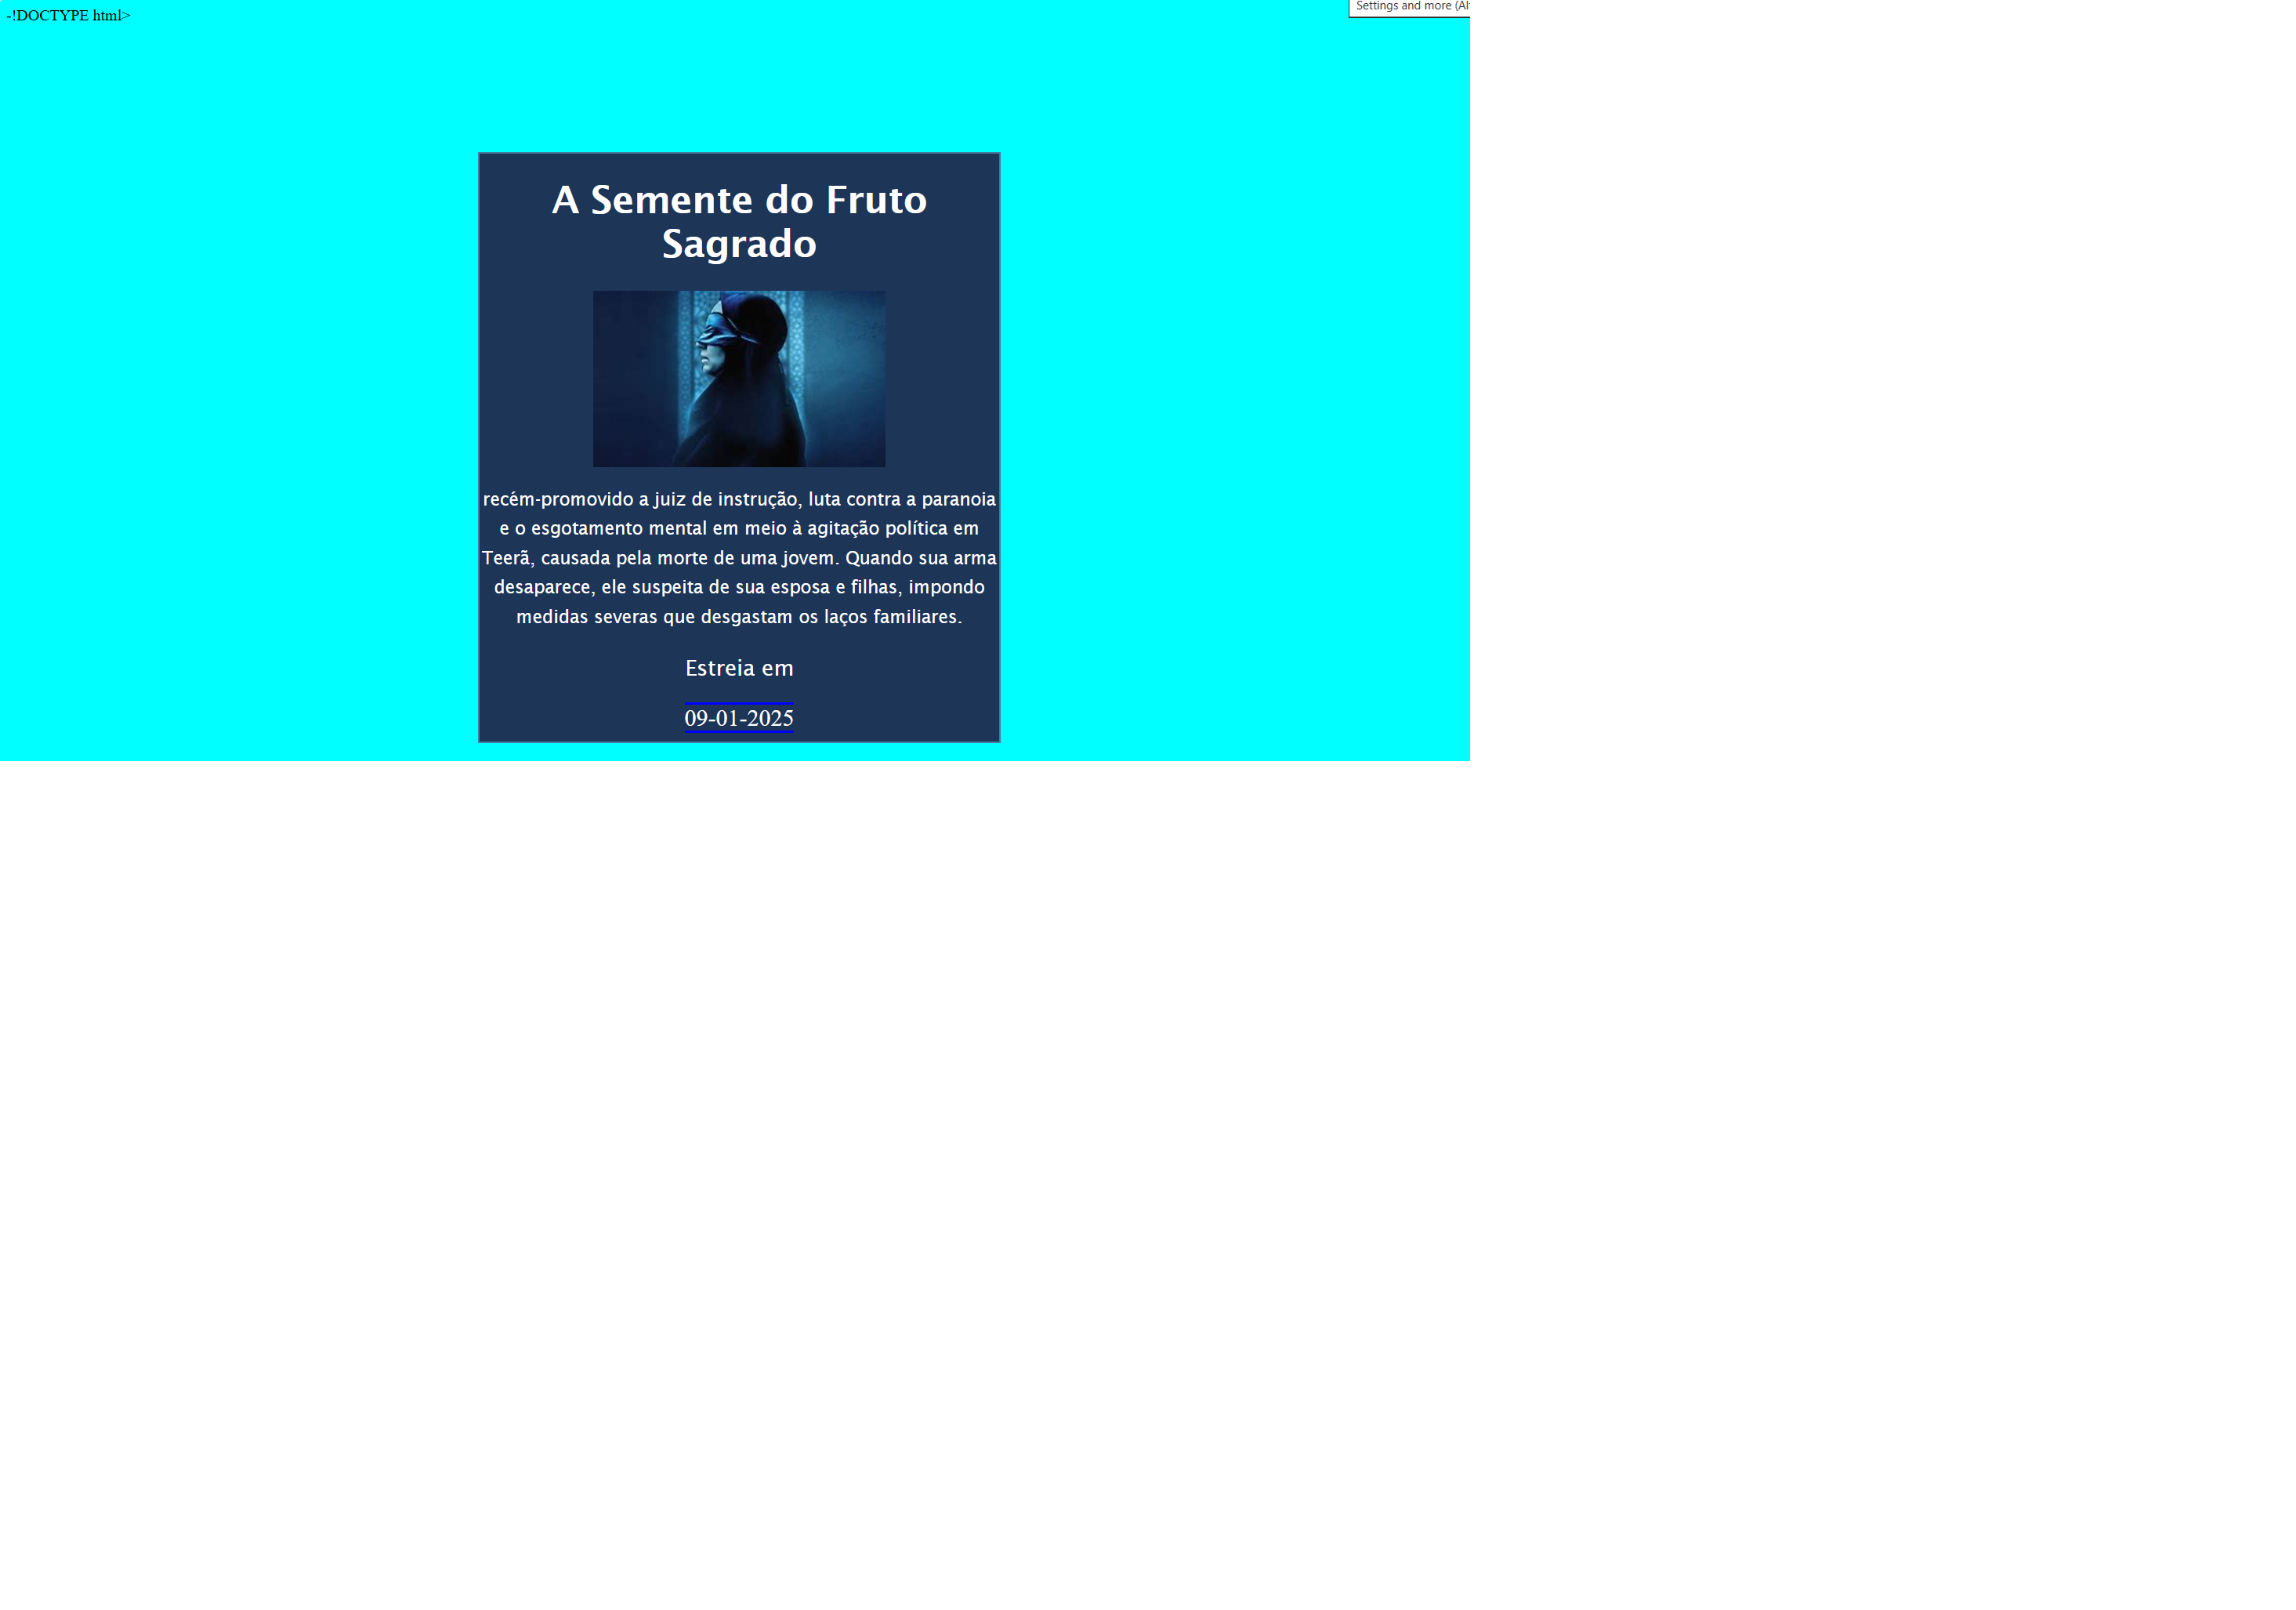 Settings and more (Al
-!DOCTYPE html>
A Semente do Fruto
Sagrado
recém-promovido a juiz de instrução, luta contra a paranoia
e o esgotamento mental em meio à agitação política em
Teerã, causada pela morte de uma jovem. Quando sua arma
desaparece, ele suspeita de sua esposa e filhas, impondo
medidas severas que desgastam os laços familiares.
Estreia em
09-01-2025